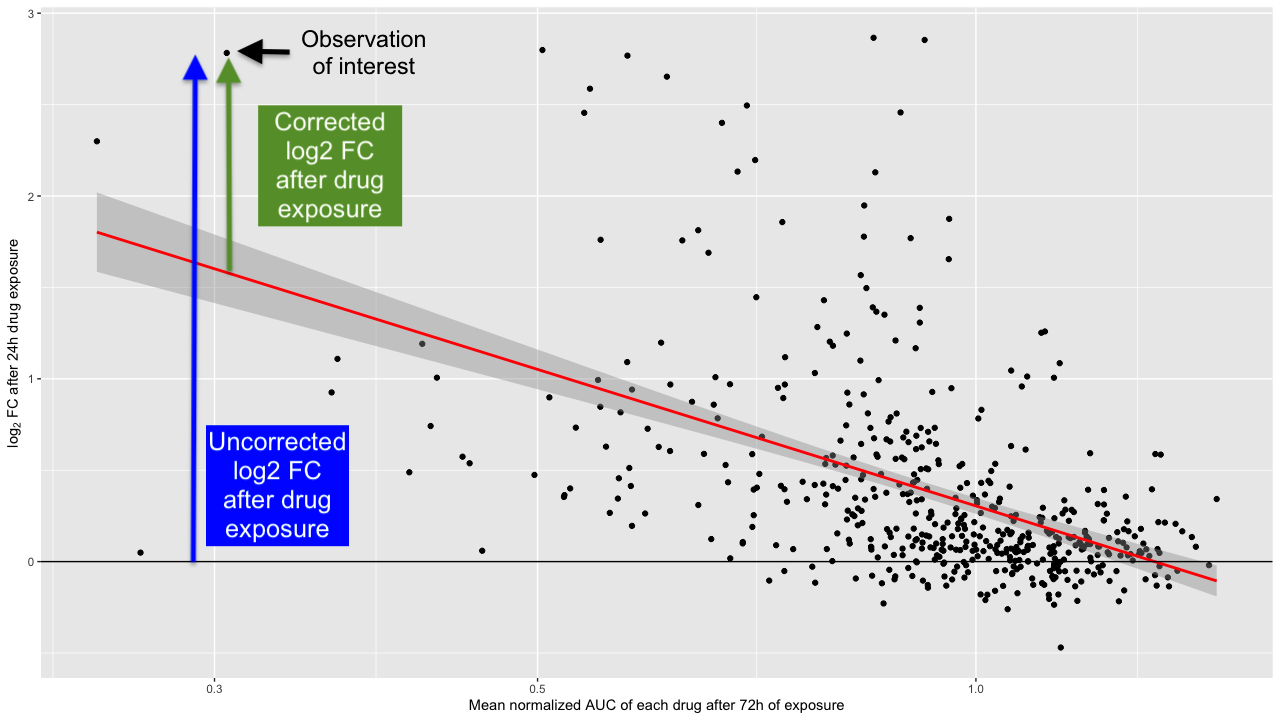 3
Observation
of interest
Corrected
log2 FC
after drug
exposure
2
log₂ FC after 24h drug exposure
1
Uncorrected
log2 FC
after drug
exposure
0
0.3
0.5
1.0
Mean normalized AUC of each drug after 72h of exposure